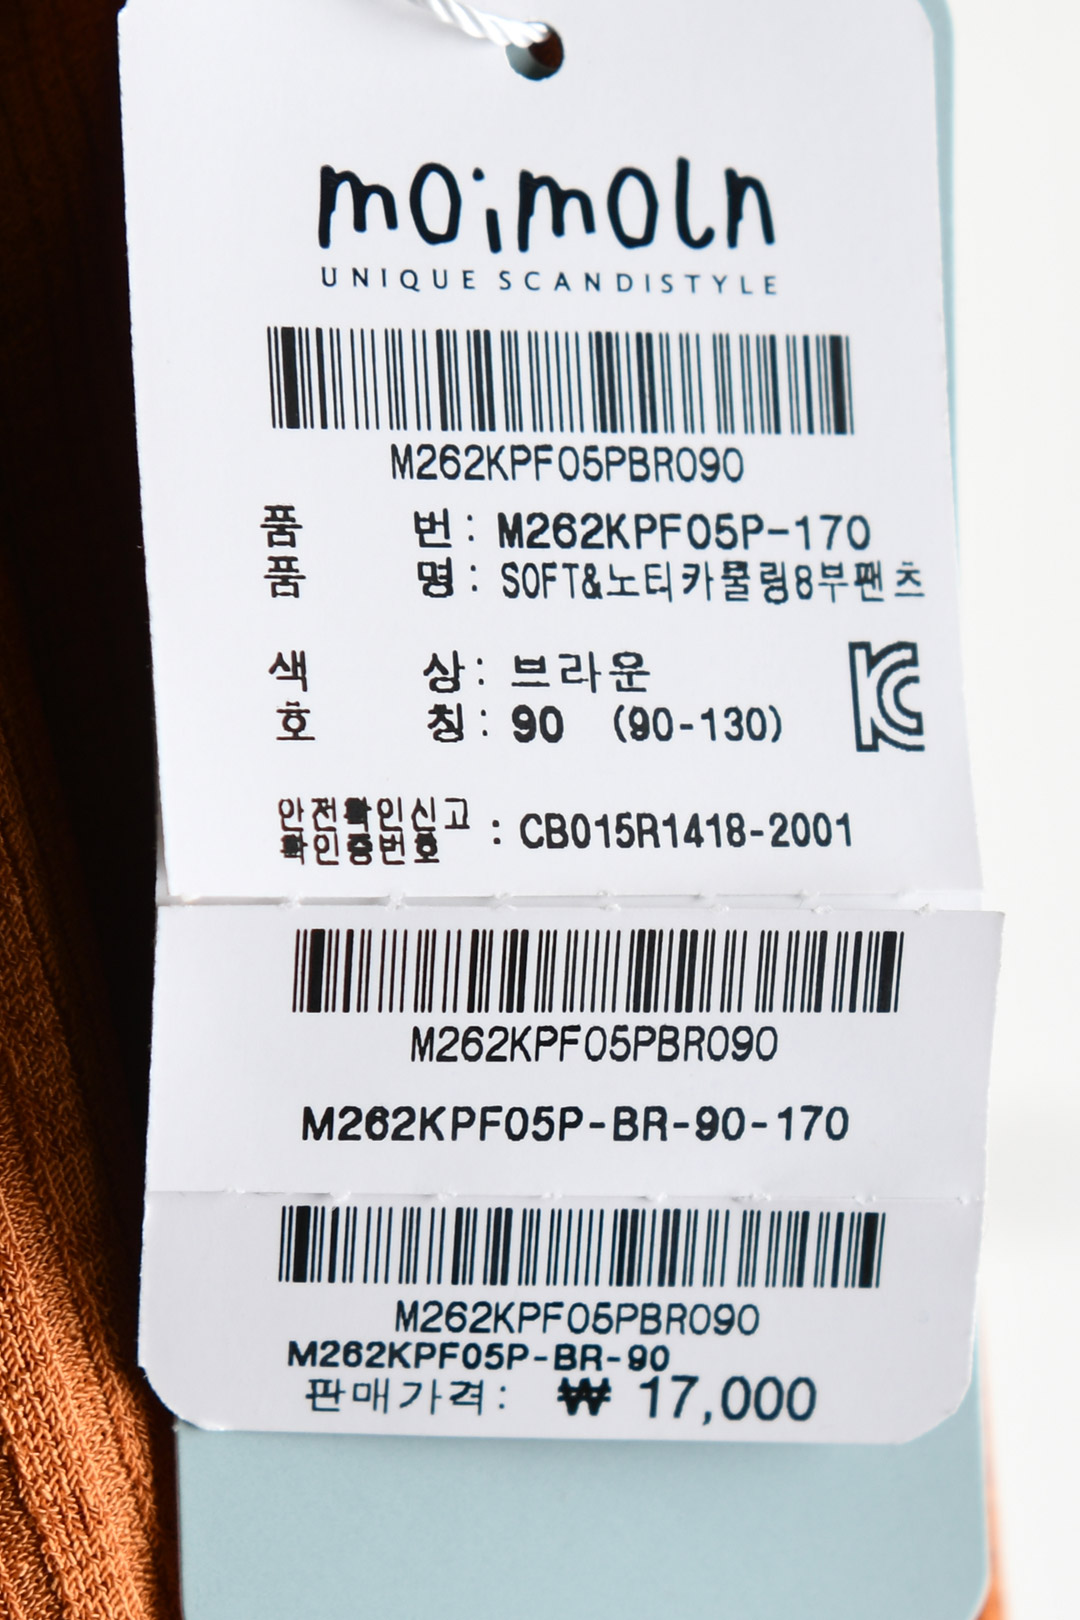 moimoln
UNIQUE SCANDISTYLE
M262KPF05PBR090
품 번 : M262KPF05P-170
품 명 : SOFT&노티카쿨링8부팬츠
색 상 : 브라운
호 칭 : 90 (90-130)
안전확인신고
확인증번호 : CB015R1418-2001
M262KPF05PBR090
M262KPF05P-BR-90-170
M262KPF05PBR090
M262KPF05P-BR-90
판매가격: ₩ 17,000